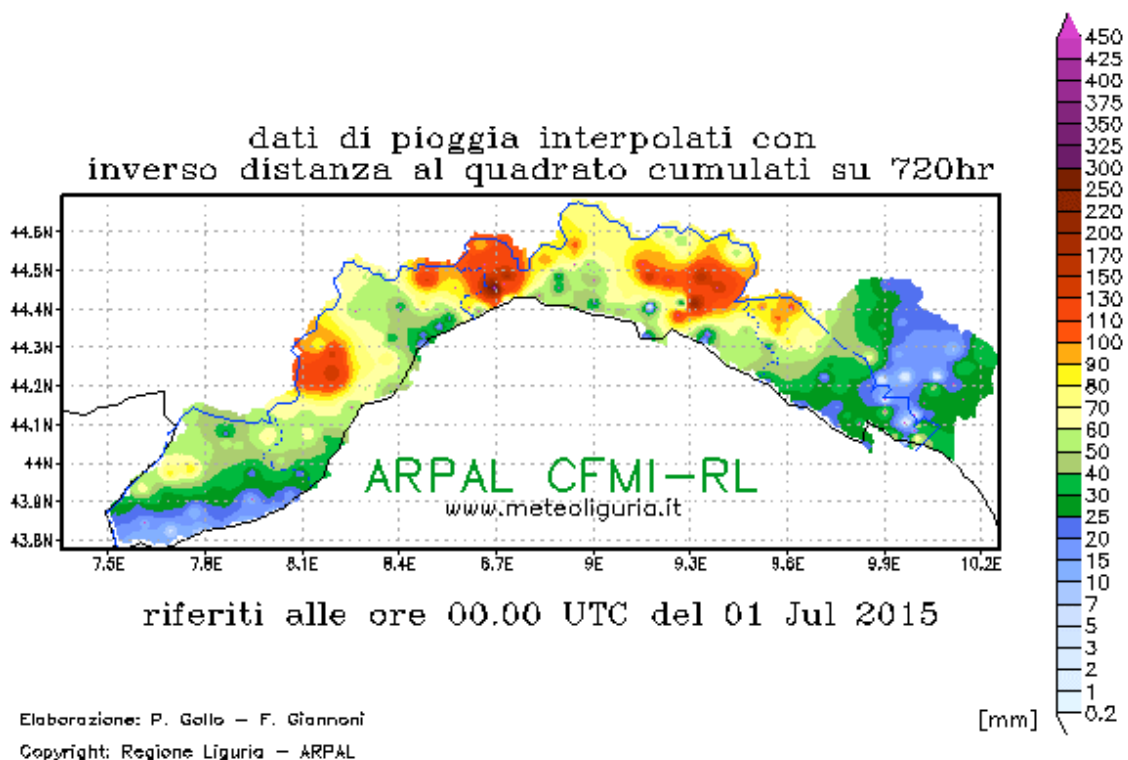 dati di pioggia interpolati con
inverso distanza al quadrato cumulati su 720hr
44.6N
44.5N
44.4N
44.3N
44.2N
44.1N
44N
43.9N
43.8N
7.5E 7.8E 8.1E 8.4E 8.7E 9E 9.3E 9.6E 9.9E 10.2E
ARPAL CFMI-RL
www.meteoliguria.it
riferiti alle ore 00.00 UTC del 01 Jul 2015
450
425
400
375
350
325
300
250
220
200
170
150
130
110
100
90
80
70
60
50
40
30
25
20
15
10
7
5
3
2
1
0.2
[mm]
Elaborazione: P. Gollo - F. Giannoni
Copyright: Regione Liguria - ARPAL